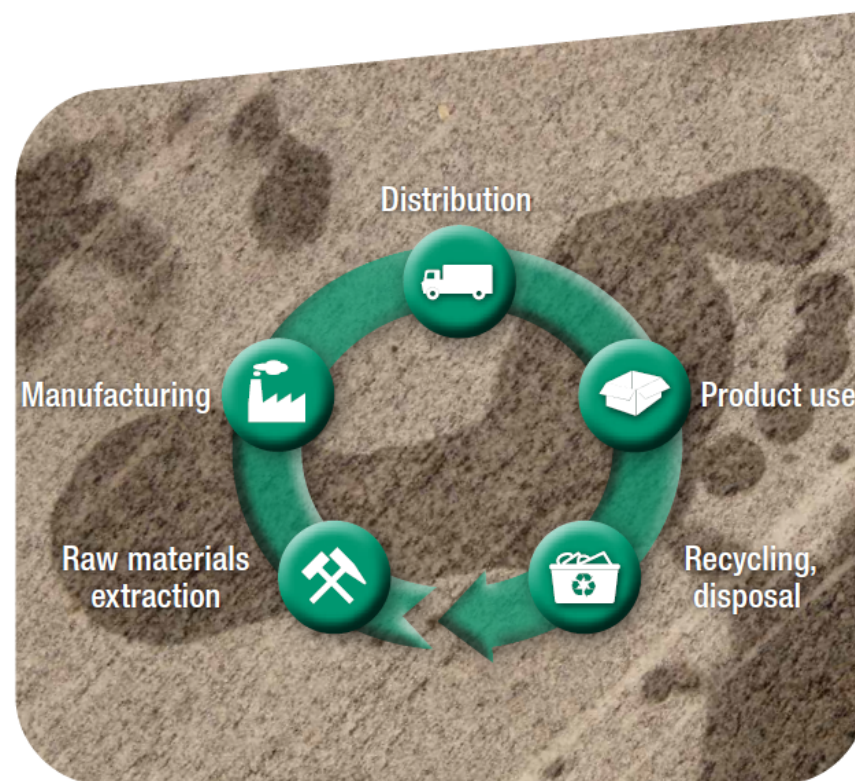 Distribution
Manufacturing
Product use
Raw materials
extraction
Recycling,
disposal